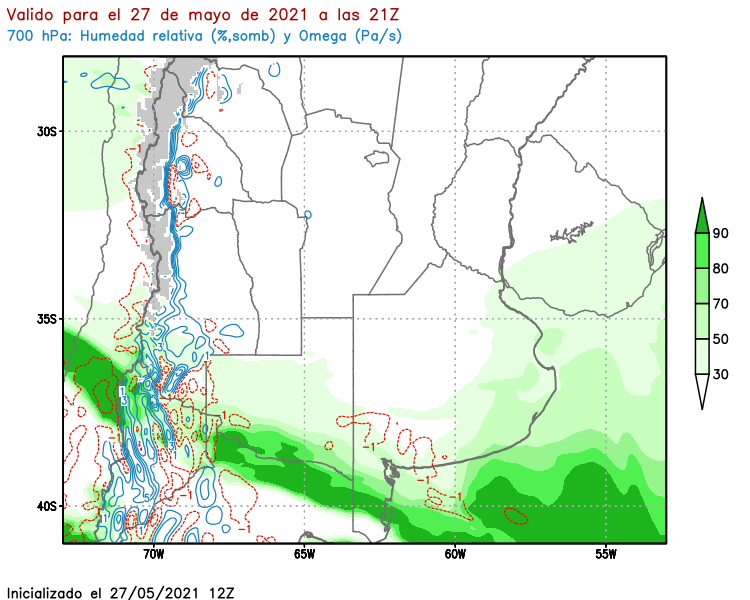 Valido para el 27 de mayo de 2021 a las 21Z
700 hPa: Humedad relativa (%,somb) y Omega (Pa/s)
30S
35S
40S
70W 65W 60W 55W
90
80
70
50
30
-1
-1
-1
-1
-1
-1
1
3
Inicializado el 27/05/2021 12Z